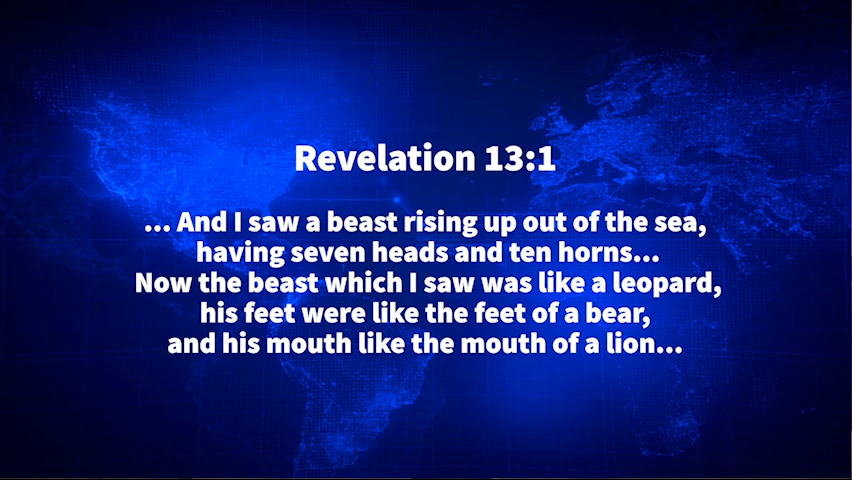 Revelation 13:1
... And I saw a beast rising up out of the sea,
having seven heads and ten horns...
Now the beast which I saw was like a leopard,
his feet were like the feet of a bear,
and his mouth like the mouth of a lion...